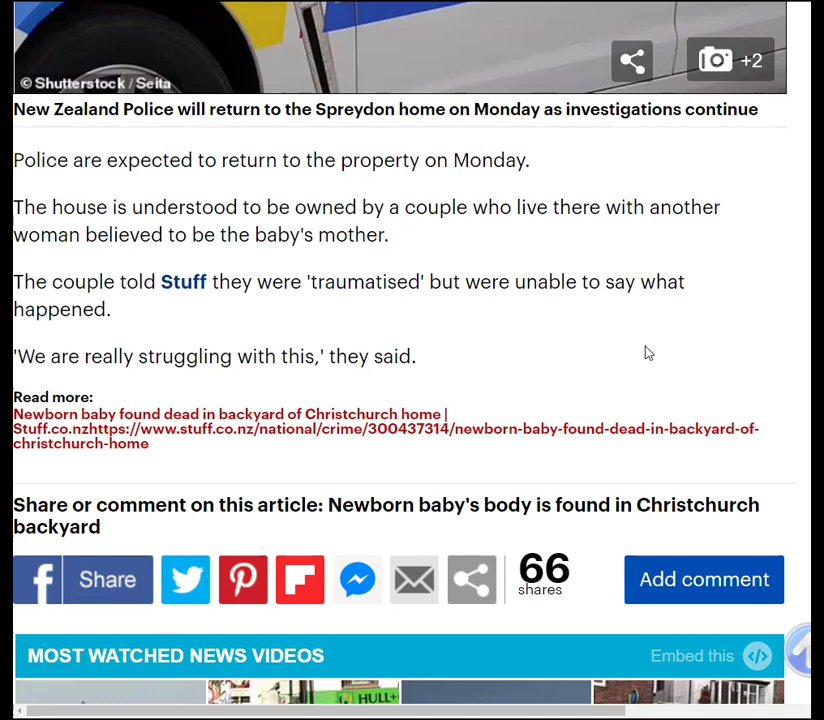 © Shutterstock / Seita
+2
New Zealand Police will return to the Spreydon home on Monday as investigations continue
Police are expected to return to the property on Monday.
The house is understood to be owned by a couple who live there with another
woman believed to be the baby's mother.
The couple told Stuff they were 'traumatised' but were unable to say what
happened.
'We are really struggling with this,' they said.
Read more:
Newborn baby found dead in backyard of Christchurch home |
Stuff.co.nzhttps://www.stuff.co.nz/national/crime/300437314/newborn-baby-found-dead-in-backyard-of-
christchurch-home
Share or comment on this article: Newborn baby's body is found in Christchurch
backyard
Share
66
shares
Add comment
MOST WATCHED NEWS VIDEOS
Embed this
HULL+